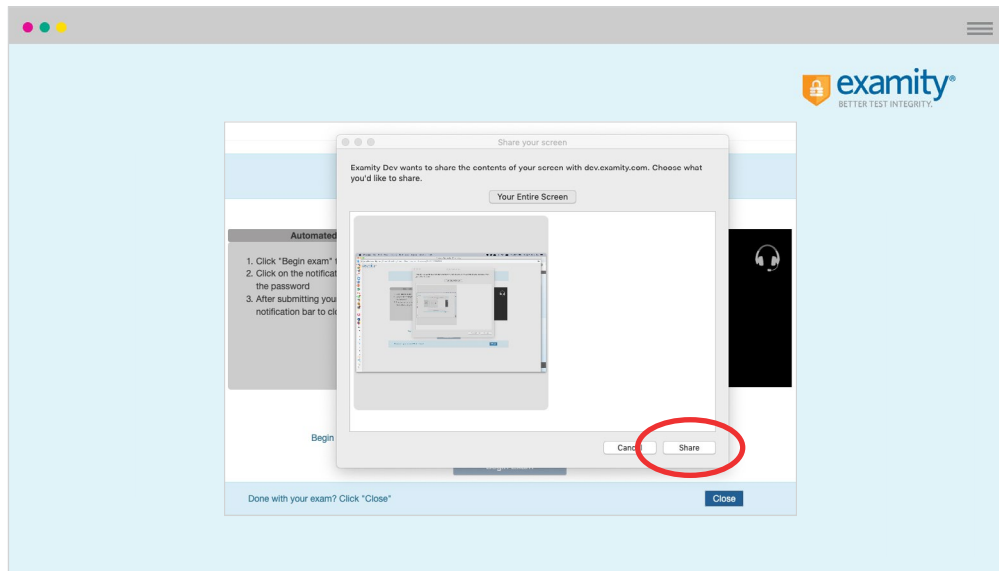 examity®
BETTER TEST INTEGRITY.
Share your screen
Examity Dev wants to share the contents of your screen with dev.examity.com. Choose what
you'd like to share.
Your Entire Screen
Automated
1. Click "Begin exam"
2. Click on the notificat
the password
3. After submitting you
notification bar to clo
Begin
Cancel
Share
Done with your exam? Click "Close"
Close